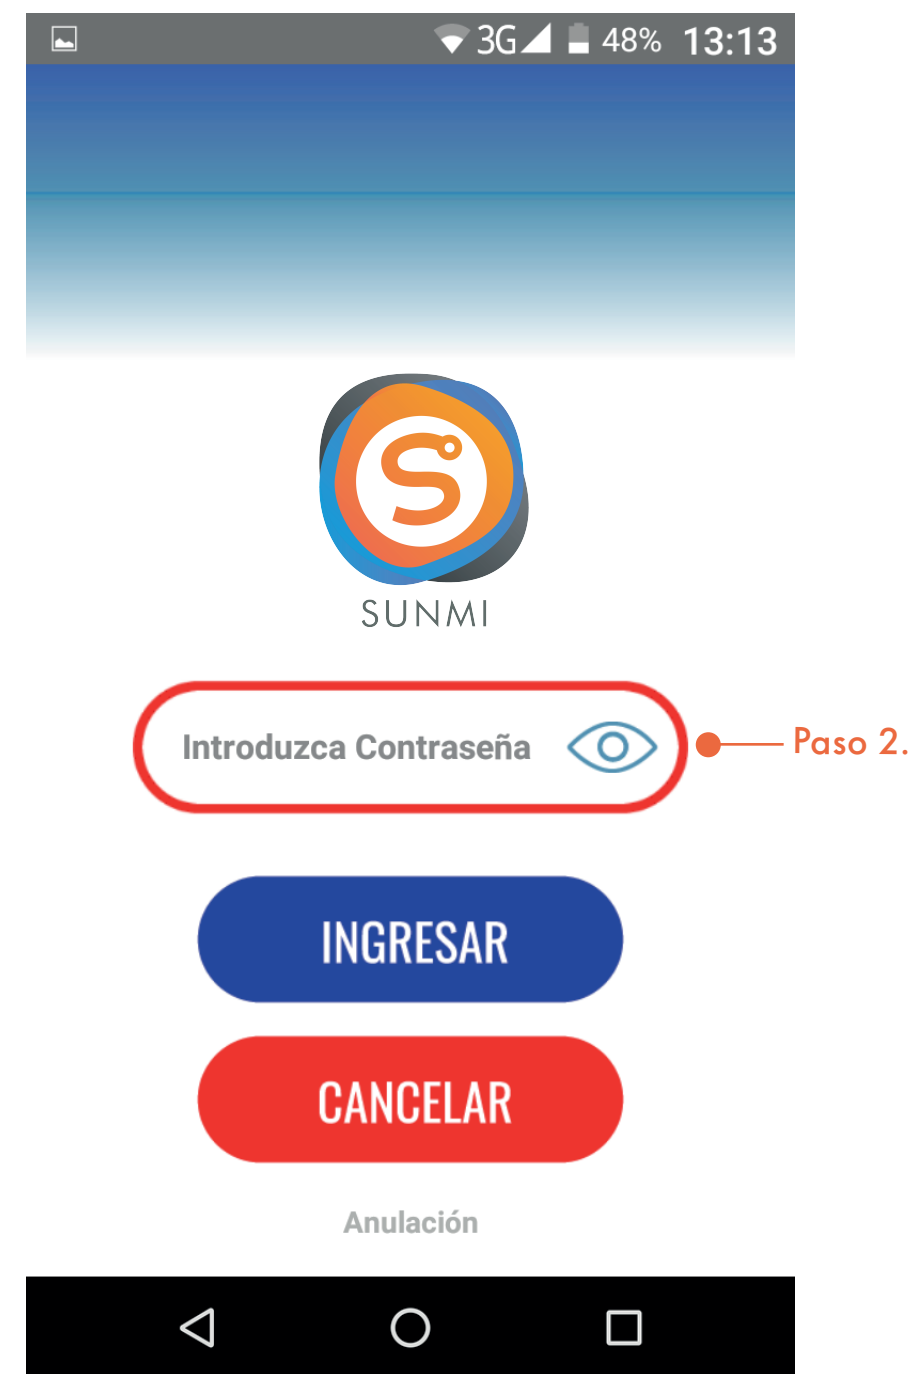 3G 48% 13:13
SUNMI
Introduzca Contraseña
Paso 2.
INGRESAR
CANCELAR
Anulación